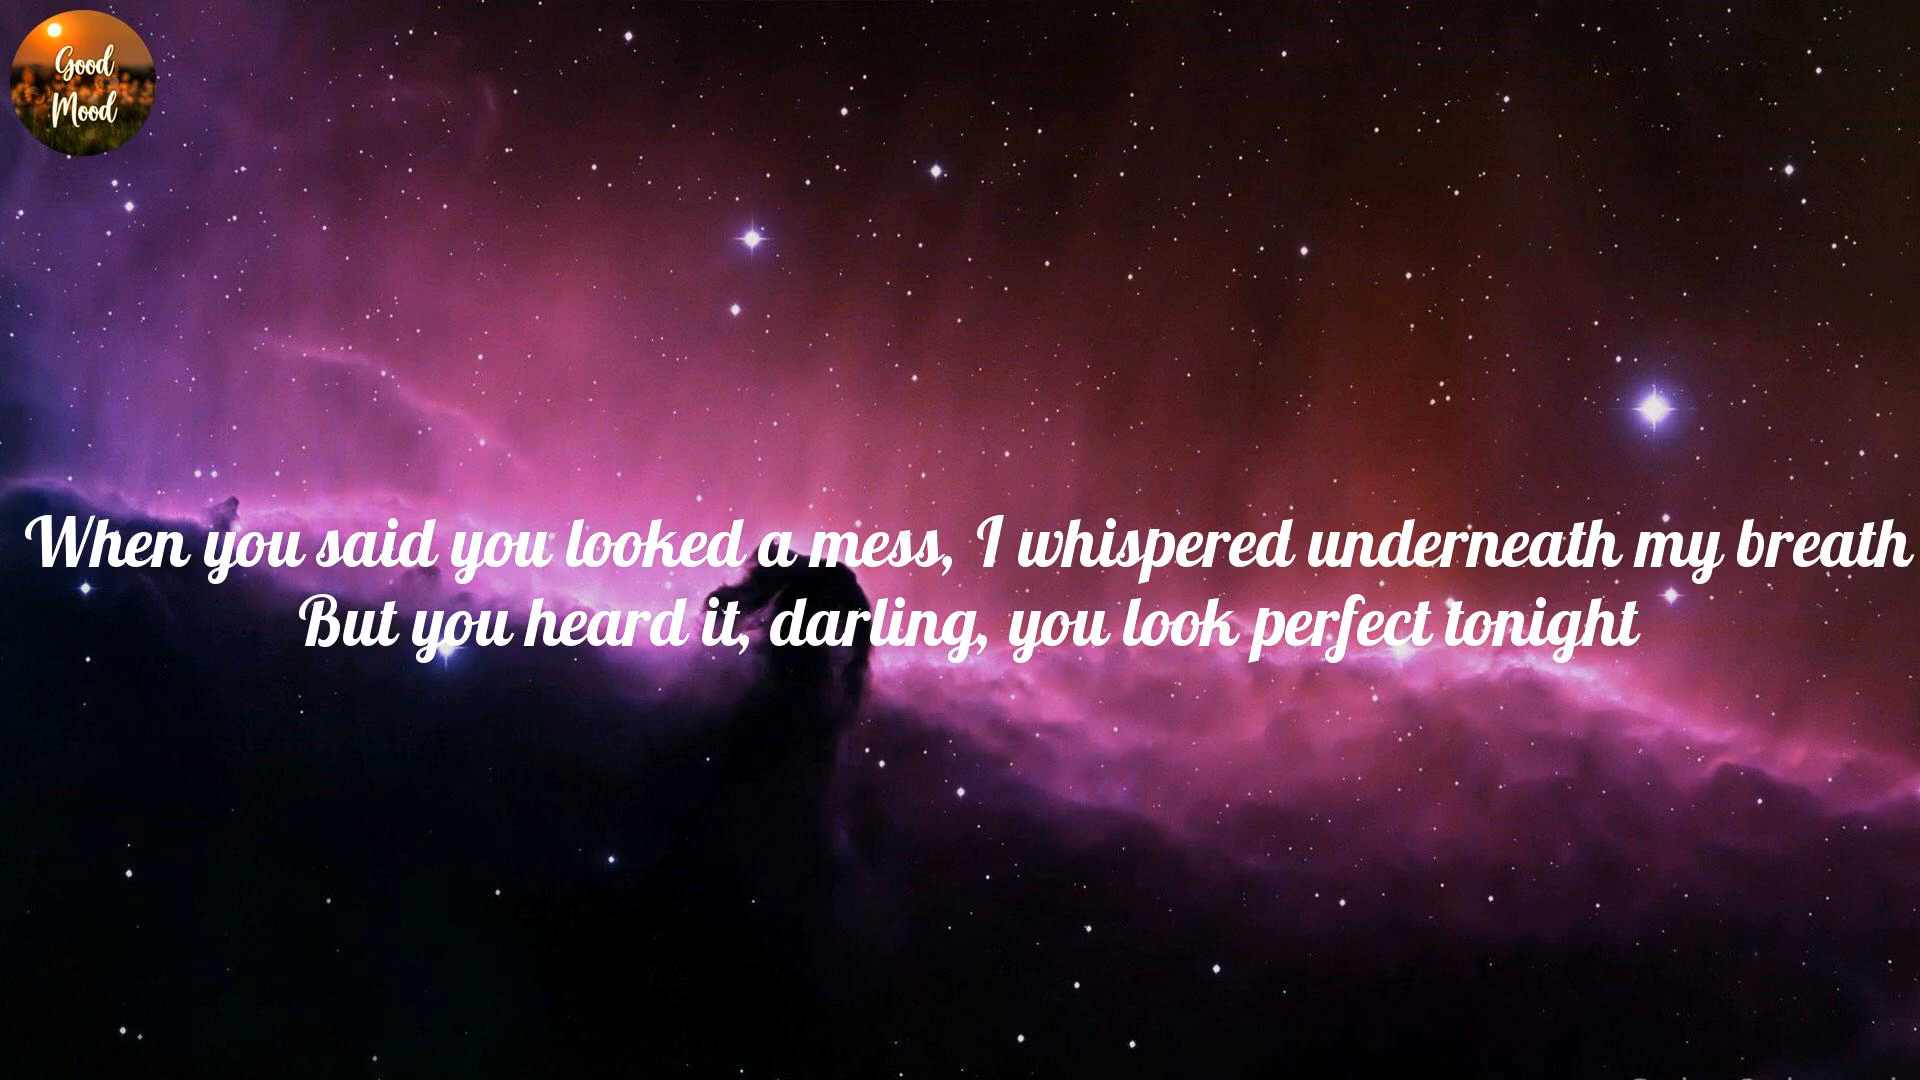 Good
Mood
When you said you looked a mess, I whispered underneath my breath
But you heard it, darling, you look perfect tonight